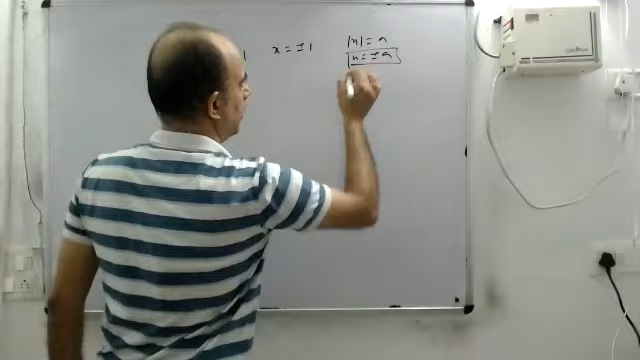 x = ±1
|x| = a
x = ±a